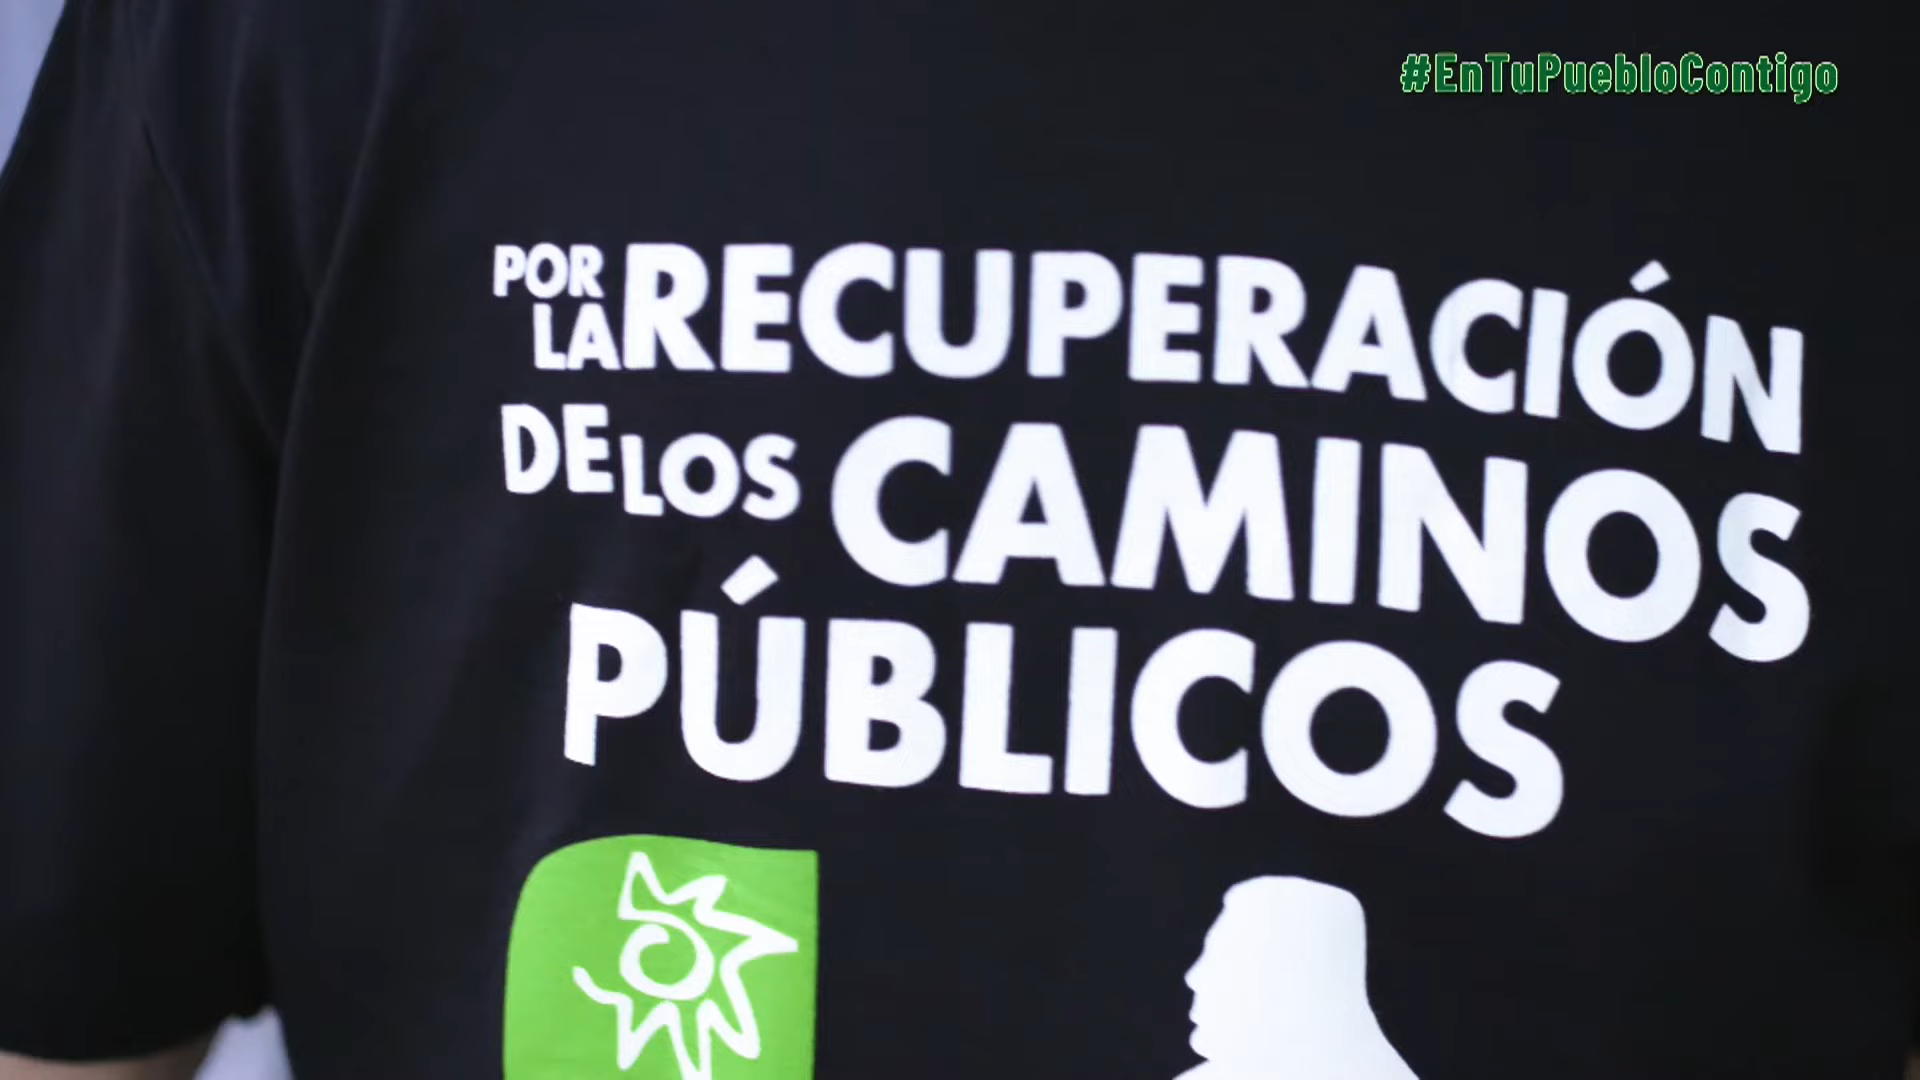 #EnTuPuebloContigo
POR LA RECUPERACIÓN
DE LOS CAMINOS
PÚBLICOS